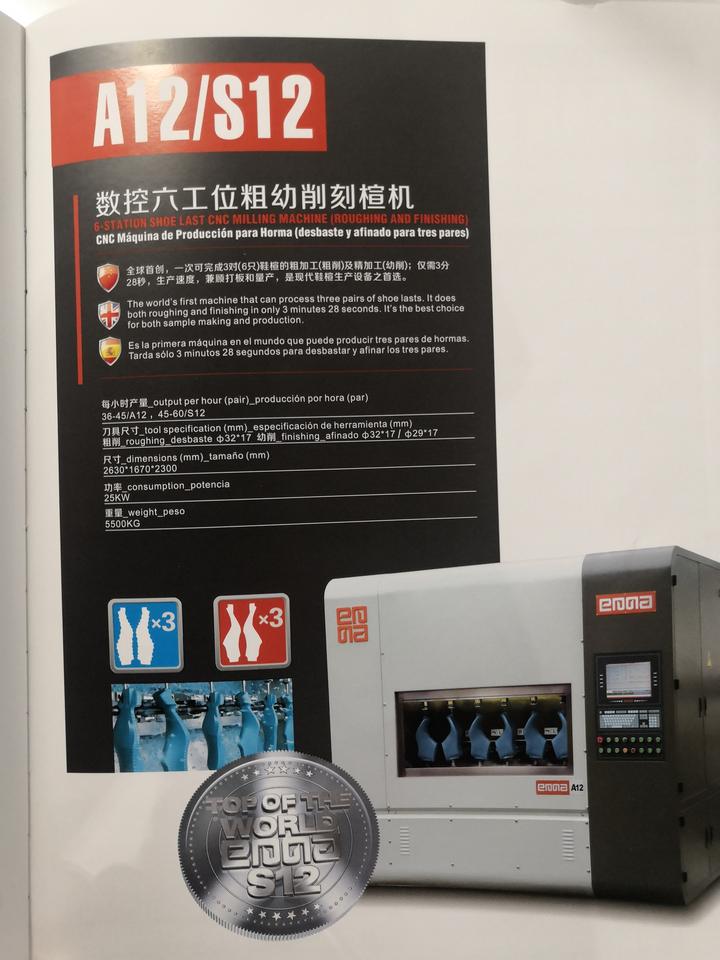 A12/S12
数控六工位粗幼削刻楦机
6-STATION SHOE LAST CNC MILLING MACHINE (ROUGHING AND FINISHING)
CNC Máquina de Producción para Horma (desbaste y afinado para tres pares)
全球首创，一次可完成3对(6只)鞋楦的粗加工(粗削)及精加工(幼削)；仅需3分
28秒，生产速度，兼顾打板和量产，是现代鞋楦生产设备之首选。
The world's first machine that can process three pairs of shoe lasts. It does
both roughing and finishing in only 3 minutes 28 seconds. It's the best choice
for both sample making and production.
Es la primera máquina en el mundo que puede producir tres pares de hormas.
Tarda sólo 3 minutos 28 segundos para desbastar y afinar los tres pares.
每小时产量_output per hour (pair)_producción por hora (par)
36-45/A12 , 45-60/S12
刀具尺寸_tool specification (mm)_especificación de herramienta (mm)
粗削_roughing_desbaste φ32*17 幼削_finishing_afinado φ32*17 / φ29*17
尺寸_dimensions (mm)_tamaño (mm)
2630*1670*2300
功率_consumption_potencia
25KW
重量_weight_peso
5500KG
×3
×3
enna
enna
enna A12
TOP OF THE
WORLD
enna
S12